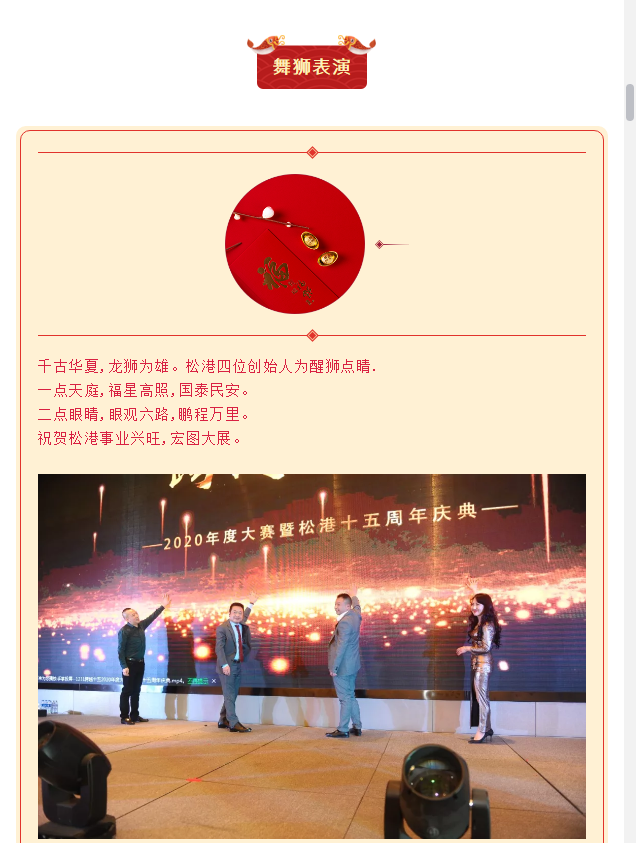 舞狮表演
千古华夏,龙狮为雄。松港四位创始人为醒狮点睛.
一点天庭,福星高照,国泰民安。
二点眼睛,眼观六路,鹏程万里。
祝贺松港事业兴旺,宏图大展。
2020年度大赛暨松港十五周年庆典